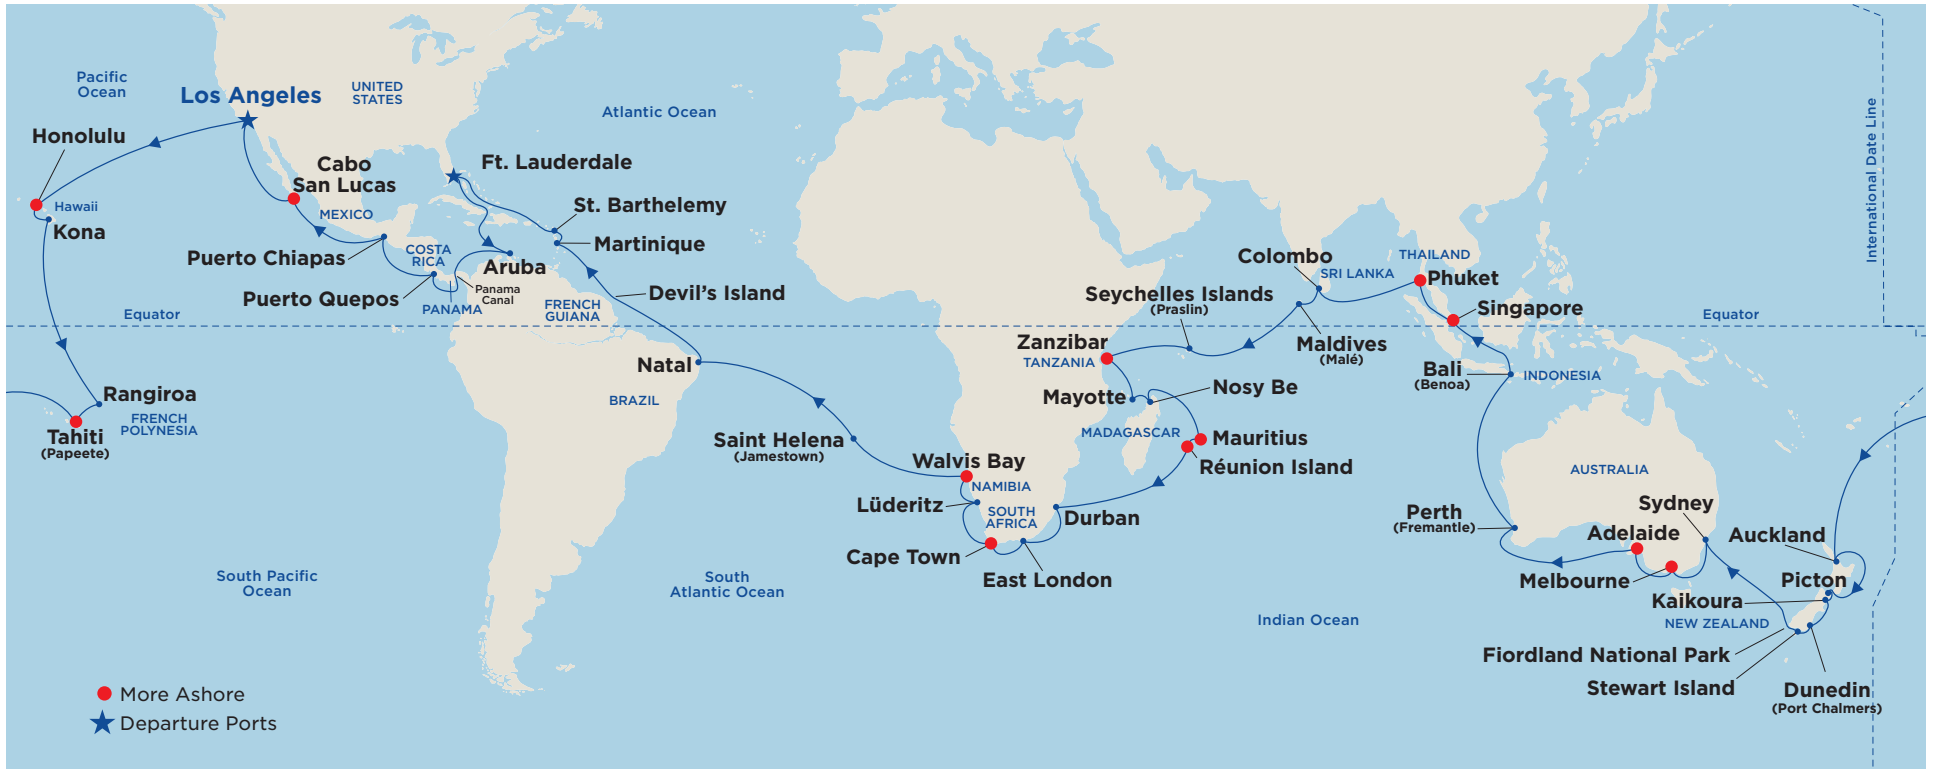 Pacific
Ocean
Los Angeles
UNITED
STATES
Atlantic Ocean
International Date Line
Honolulu
Cabo
San Lucas
Ft. Lauderdale
Hawaii
Kona
MEXICO
St. Barthelemy
Martinique
Puerto Chiapas
COSTA
RICA
Aruba
Colombo
THAILAND
SRI LANKA
Phuket
Puerto Quepos
Panama
Canal
PANAMA
FRENCH
GUIANA
Devil's Island
Seychelles Islands
(Praslin)
Singapore
Equator
Equator
Natal
Zanzibar
TANZANIA
Maldives
(Malé)
Bali
(Benoa)
INDONESIA
Rangiroa
FRENCH
POLYNESIA
Tahiti
(Papeete)
BRAZIL
Mayotte
Nosy Be
MADAGASCAR
Mauritius
Réunion Island
Saint Helena
(Jamestown)
Walvis Bay
NAMIBIA
Lüderitz
SOUTH
AFRICA
Durban
Cape Town
East London
AUSTRALIA
Sydney
Perth
(Fremantle)
Adelaide
Auckland
Melbourne
Picton
Kaikoura
NEW ZEALAND
Fiordland National Park
Stewart Island
Dunedin
(Port Chalmers)
South Pacific
Ocean
South
Atlantic Ocean
Indian Ocean
More Ashore
Departure Ports